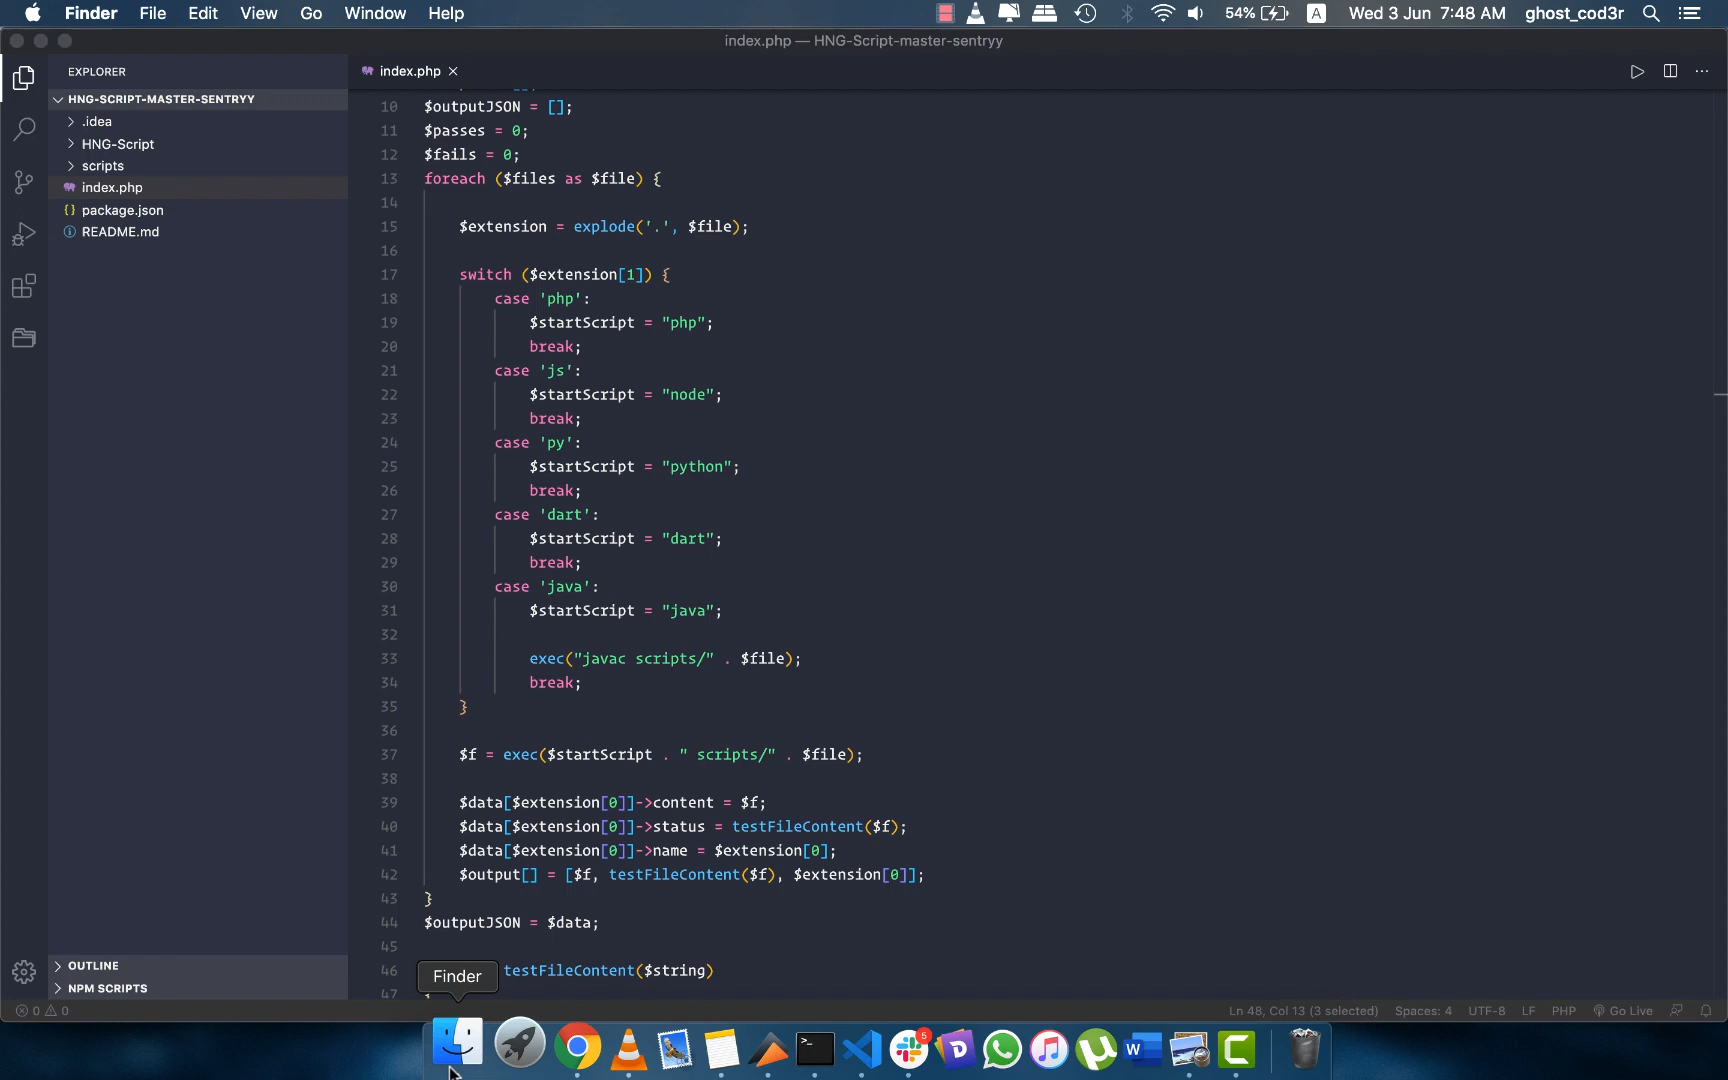 Finder File Edit View Go Window Help 54% A Wed 3 Jun 7:48 AM ghost_cod3r
index.php — HNG-Script-master-sentryy
EXPLORER
HNG-SCRIPT-MASTER-SENTRYY
.idea
HNG-Script
scripts
index.php
{} package.json
README.md
OUTLINE
NPM SCRIPTS
index.php
10 $outputJSON = [];
11 $passes = 0;
12 $fails = 0;
13 foreach ($files as $file) {
14
15 $extension = explode('.', $file);
16
17 switch ($extension[1]) {
18 case 'php':
19 $startScript = "php";
20 break;
21 case 'js':
22 $startScript = "node";
23 break;
24 case 'py':
25 $startScript = "python";
26 break;
27 case 'dart':
28 $startScript = "dart";
29 break;
30 case 'java':
31 $startScript = "java";
32
33 exec("javac scripts/" . $file);
34 break;
35 }
36
37 $f = exec($startScript . " scripts/" . $file);
38
39 $data[$extension[0]]->content = $f;
40 $data[$extension[0]]->status = testFileContent($f);
41 $data[$extension[0]]->name = $extension[0];
42 $output[] = [$f, testFileContent($f), $extension[0]];
43 }
44 $outputJSON = $data;
45
46 testFileContent($string)
47 {
Finder
0 0 Ln 48, Col 13 (3 selected) Spaces: 4 UTF-8 LF PHP Go Live
5
D
W
C